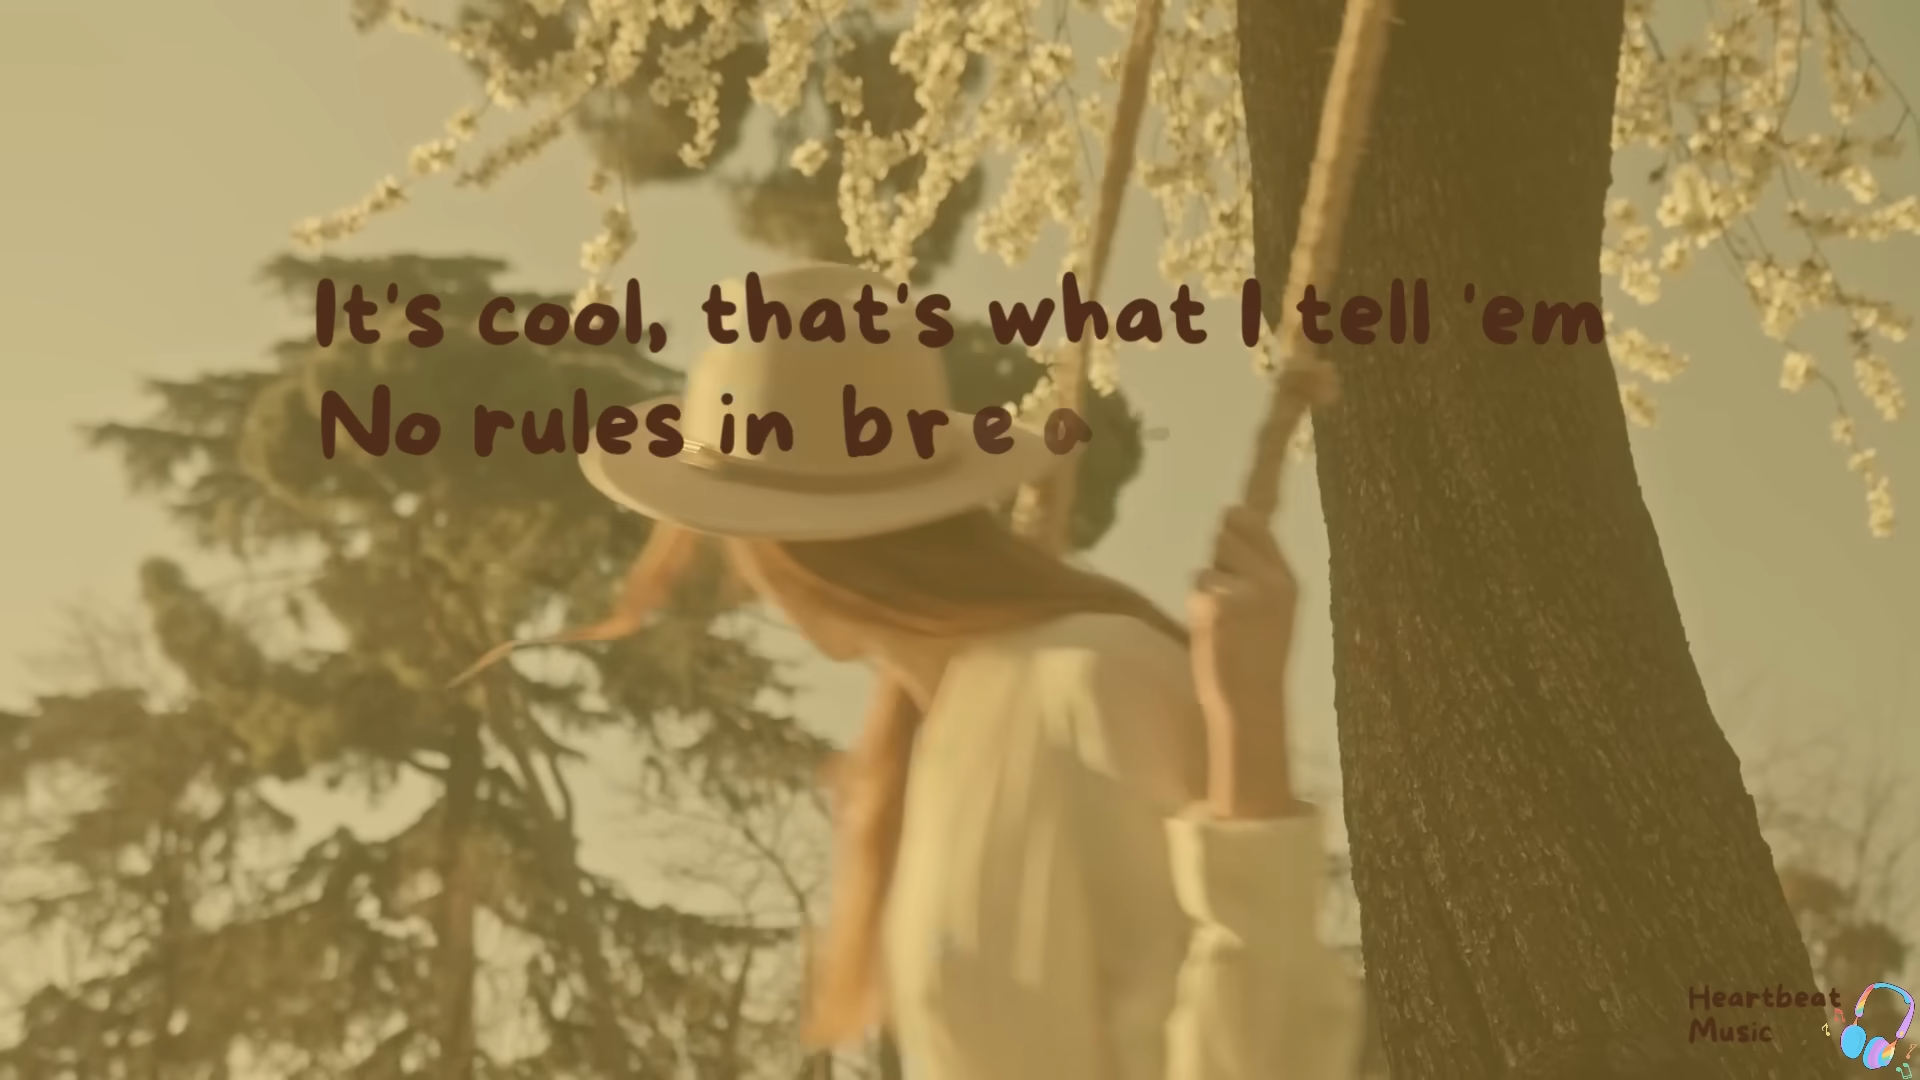 It's cool, that's what I tell 'em
No rules in brea
Heartbeat
Music